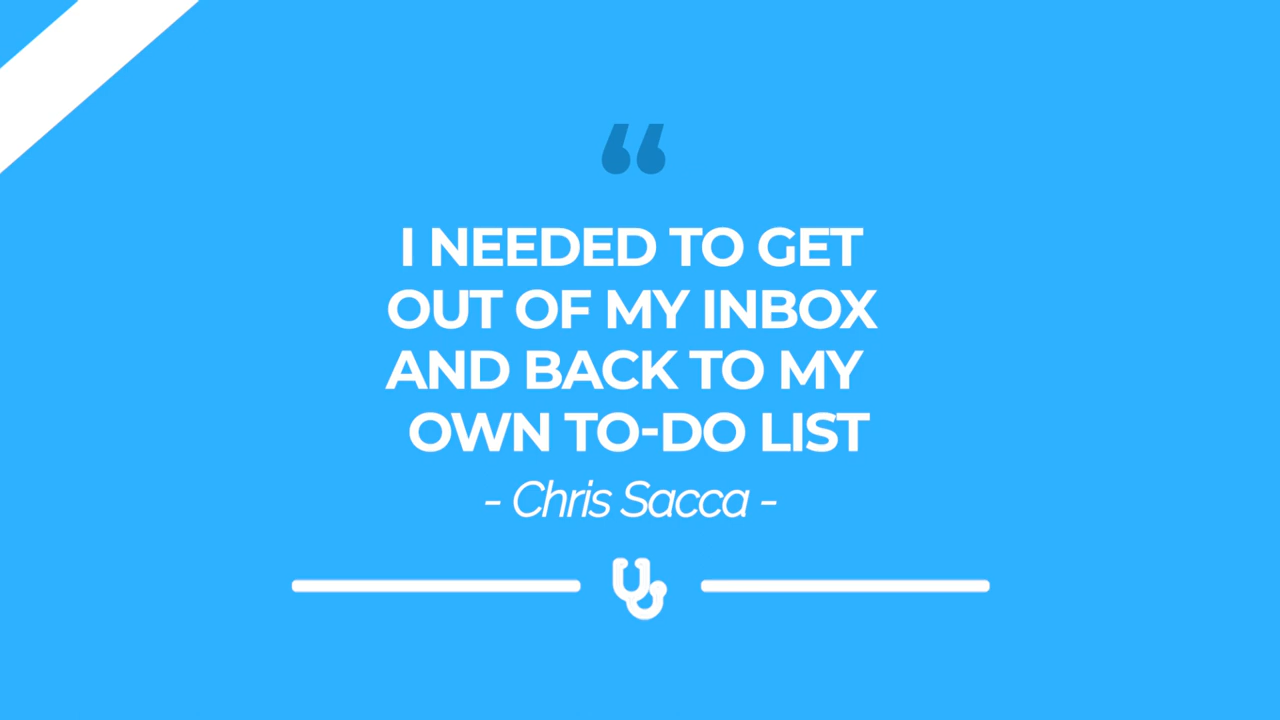 “
I NEEDED TO GET
OUT OF MY INBOX
AND BACK TO MY
OWN TO-DO LIST
- Chris Sacca -